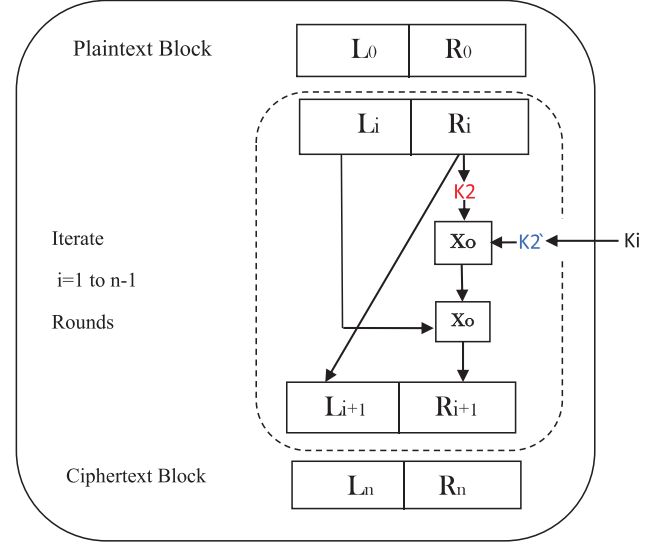 Plaintext Block L0 R0
Li Ri
K2
Iterate Xo K2` Ki
i=1 to n-1
Rounds Xo
Li+1 Ri+1
Ciphertext Block Ln Rn